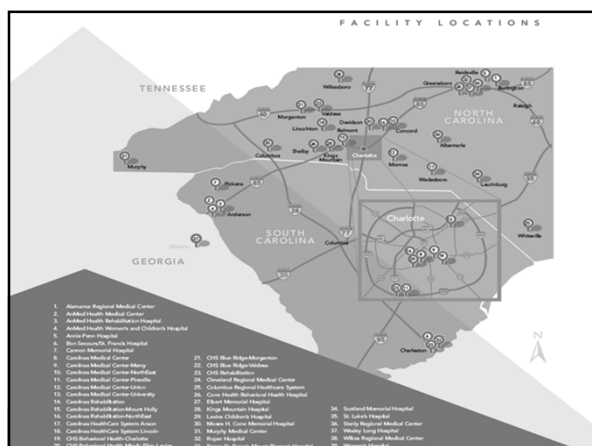 FACILITY LOCATIONS
TENNESSEE
Wilkesboro
77
Reidsville
Greensboro
Burlington
85
Raleigh
40
Morganton
Valdese
Lincolnton
Davidson
Belmont
Concord
NORTH
CAROLINA
Shelby
Kings
Mountain
Charlotte
Albemarle
Columbus
Monroe
Murphy
Wadesboro
Laurinburg
Pickens
85
Anderson
Charlotte
SOUTH
CAROLINA
Columbia
77
Whiteville
GEORGIA
Charleston
N
1. Alamance Regional Medical Center
2. AnMed Health Medical Center
3. AnMed Health Rehabilitation Hospital
4. AnMed Health Women's and Children's Hospital
5. Annie Penn Hospital
6. Bon Secours/St. Francis Hospital
7. Cannon Memorial Hospital
8. Carolinas Medical Center
9. Carolinas Medical Center-Mercy
10. Carolinas Medical Center-NorthEast
11. Carolinas Medical Center-Pineville
12. Carolinas Medical Center-Union
13. Carolinas Medical Center-University
14. Carolinas Rehabilitation
15. Carolinas Rehabilitation-Mount Holly
16. Carolinas Rehabilitation-NorthEast
17. Carolinas HealthCare System Anson
18. Carolinas HealthCare System Lincoln
19. CHS Behavioral Health-Charlotte
21. CHS Blue Ridge-Morganton
22. CHS Blue Ridge-Valdese
23. CHS Rehabilitation
24. Cleveland Regional Medical Center
25. Columbus Regional Healthcare System
26. Cone Health Behavioral Health Hospital
27. Elbert Memorial Hospital
28. Kings Mountain Hospital
29. Levine Children's Hospital
30. Moses H. Cone Memorial Hospital
31. Murphy Medical Center
32. Roper Hospital
34. Scotland Memorial Hospital
35. St. Luke's Hospital
36. Stanly Regional Medical Center
37. Wesley Long Hospital
38. Wilkes Regional Medical Center
39. Women's Hospital